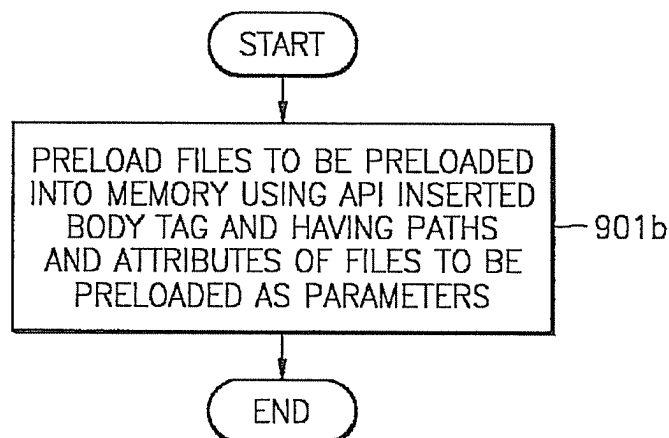 START
PRELOAD FILES TO BE PRELOADED
INTO MEMORY USING API INSERTED
BODY TAG AND HAVING PATHS
AND ATTRIBUTES OF FILES TO BE
PRELOADED AS PARAMETERS
901b
END